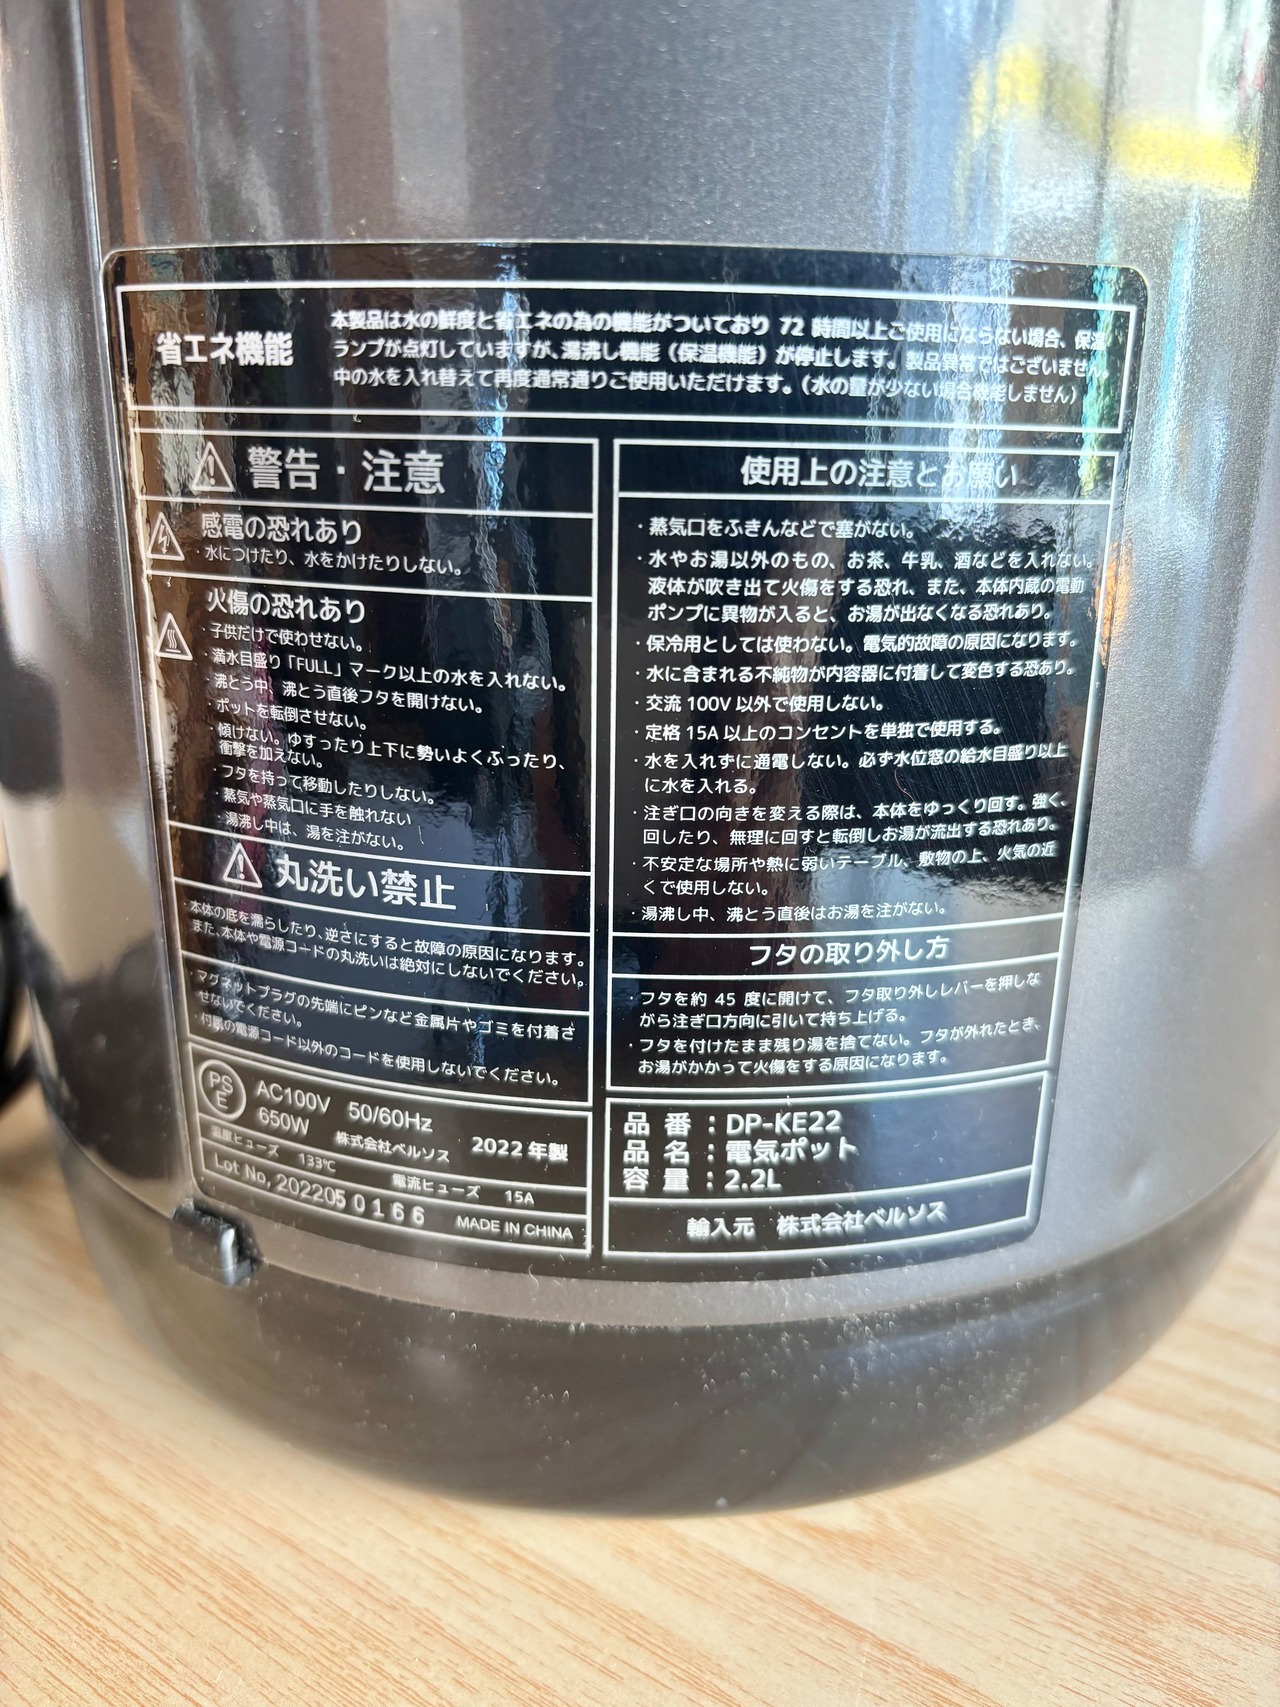 省エネ機能
本製品は水の鮮度と省エネの為の機能がついており 72 時間以上ご使用にならない場合、保温
ランプが点灯していますが、湯沸し機能（保温機能）が停止します。製品異常ではございません。
中の水を入れ替えて再度通常通りご使用いただけます。（水の量が少ない場合機能しません）
警告・注意
感電の恐れあり
・水につけたり、水をかけたりしない。
火傷の恐れあり
・子供だけで使わせない。
・満水目盛り「FULL」マーク以上の水を入れない。
・沸とう中、沸とう直後フタを開けない。
・ポットを転倒させない。
・傾けない。ゆすったり上下に勢いよくふったり、
衝撃を加えない。
・フタを持って移動したりしない。
・蒸気や蒸気口に手を触れない
・湯沸し中は、湯を注がない。
丸洗い禁止
・本体の底を濡らしたり、逆さにすると故障の原因になります。
また、本体や電源コードの丸洗いは絶対にしないでください。
・マグネットプラグの先端にピンなど金属片やゴミを付着さ
せないでください。
・付属の電源コード以外のコードを使用しないでください。
PS
E
AC100V 50/60Hz
650W 株式会社ベルソス 2022年製
温度ヒューズ 133℃ 電流ヒューズ 15A
Lot No, 202205 0166 MADE IN CHINA
使用上の注意とお願い
・蒸気口をふきんなどで塞がない。
・水やお湯以外のもの、お茶、牛乳、酒などを入れない。
液体が吹き出て火傷をする恐れ、また、本体内蔵の電動
ポンプに異物が入ると、お湯が出なくなる恐れあり。
・保冷用としては使わない。電気的故障の原因になります。
・水に含まれる不純物が内容器に付着して変色する恐あり。
・交流 100V 以外で使用しない。
・定格 15A 以上のコンセントを単独で使用する。
・水を入れずに通電しない。必ず水位窓の給水目盛り以上
に水を入れる。
・注ぎ口の向きを変える際は、本体をゆっくり回す。強く、
回したり、無理に回すと転倒しお湯が流出する恐れあり。
・不安定な場所や熱に弱いテーブル、敷物の上、火気の近
くで使用しない。
・湯沸し中、沸とう直後はお湯を注がない。
フタの取り外し方
・フタを約 45 度に開けて、フタ取り外しレバーを押しな
がら注ぎ口方向に引いて持ち上げる。
・フタを付けたまま残り湯を捨てない。フタが外れたとき、
お湯がかかって火傷をする原因になります。
品 番 ：DP-KE22
品 名 ：電気ポット
容 量 ：2.2L
輸入元 株式会社ベルソス